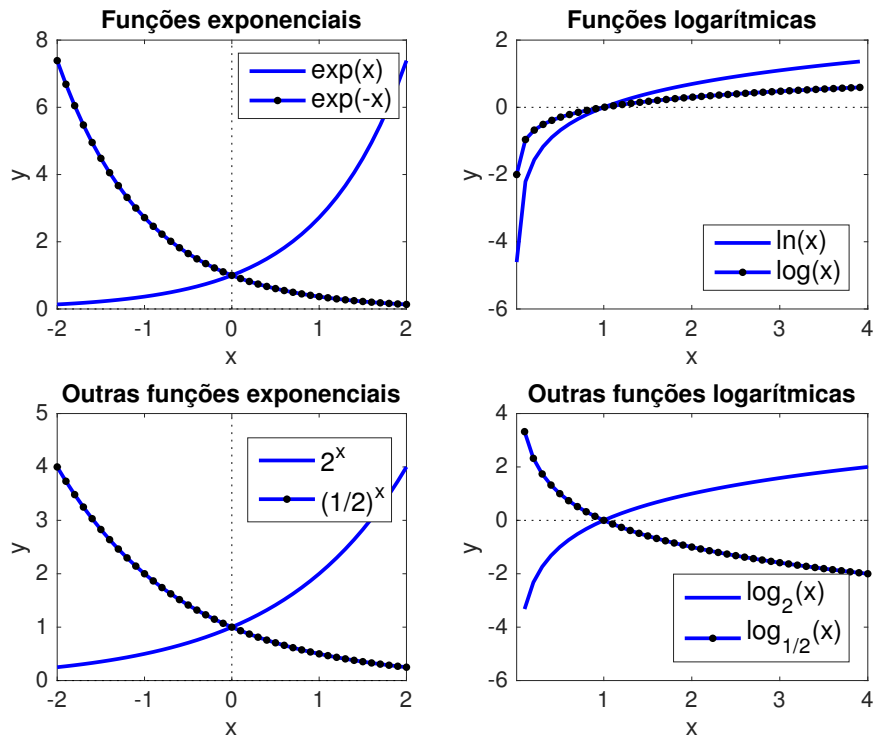 Funções exponenciais
8
6
4
2
0
y
-2 -1 0 1 2
x
exp(x)
exp(-x)
Funções logarítmicas
2
0
-2
-4
-6
y
1 2 3 4
x
ln(x)
log(x)
Outras funções exponenciais
5
4
3
2
1
0
y
-2 -1 0 1 2
x
2^x
(1/2)^x
Outras funções logarítmicas
4
2
0
-2
-4
-6
y
1 2 3 4
x
log_2(x)
log_{1/2}(x)